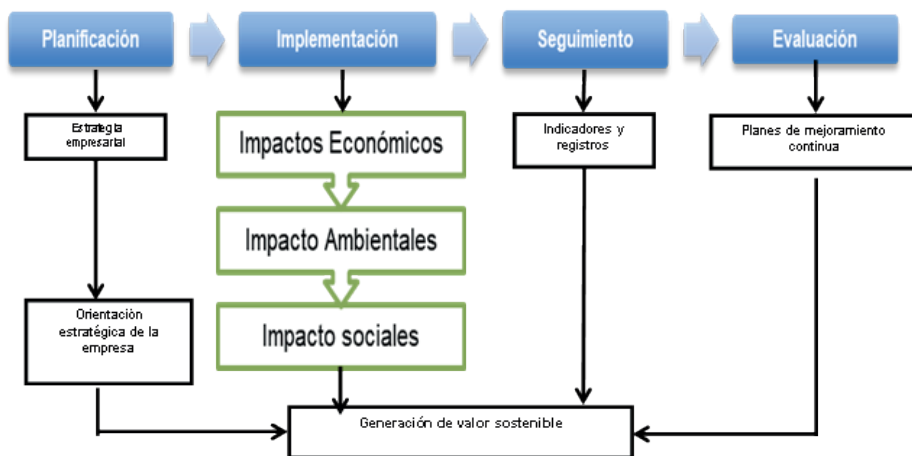 Planificación
Implementación
Seguimiento
Evaluación
Estrategia
empresarial
Impactos Económicos
Indicadores y
registros
Planes de mejoramiento
continua
Impacto Ambientales
Orientación
estratégica de la
empresa
Impacto sociales
Generación de valor sostenible